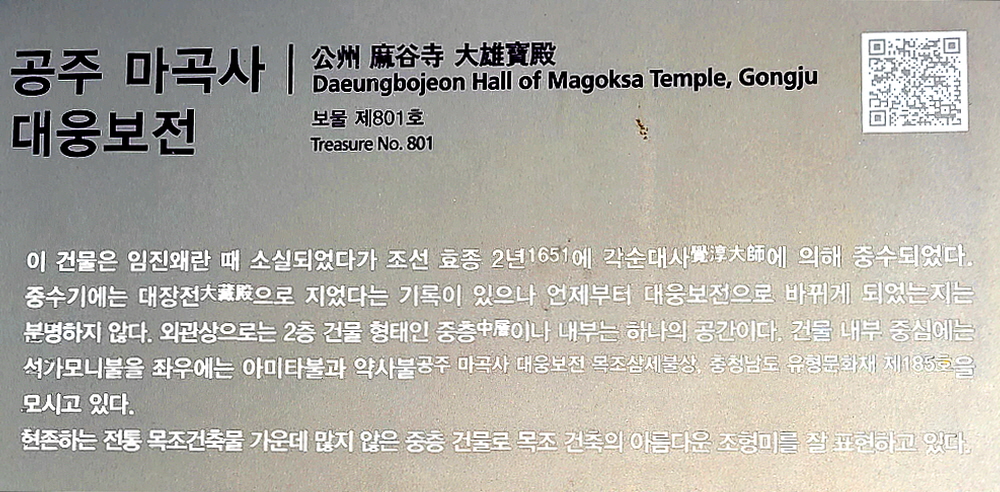 공주 마곡사
대웅보전
公州 麻谷寺 大雄寶殿
Daeungbojeon Hall of Magoksa Temple, Gongju
보물 제801호
Treasure No. 801
이 건물은 임진왜란 때 소실되었다가 조선 효종 2년1651에 각순대사覺淳大師에 의해 중수되었다.
중수기에는 대장전大藏殿으로 지었다는 기록이 있으나 언제부터 대웅보전으로 바뀌게 되었는지는
분명하지 않다. 외관상으로는 2층 건물 형태인 중층中層이나 내부는 하나의 공간이다. 건물 내부 중심에는
석가모니불을 좌우에는 아미타불과 약사불공주 마곡사 대웅보전 목조삼세불상, 충청남도 유형문화재 제185호을
모시고 있다.
현존하는 전통 목조건축물 가운데 많지 않은 중층 건물로 목조 건축의 아름다운 조형미를 잘 표현하고 있다.